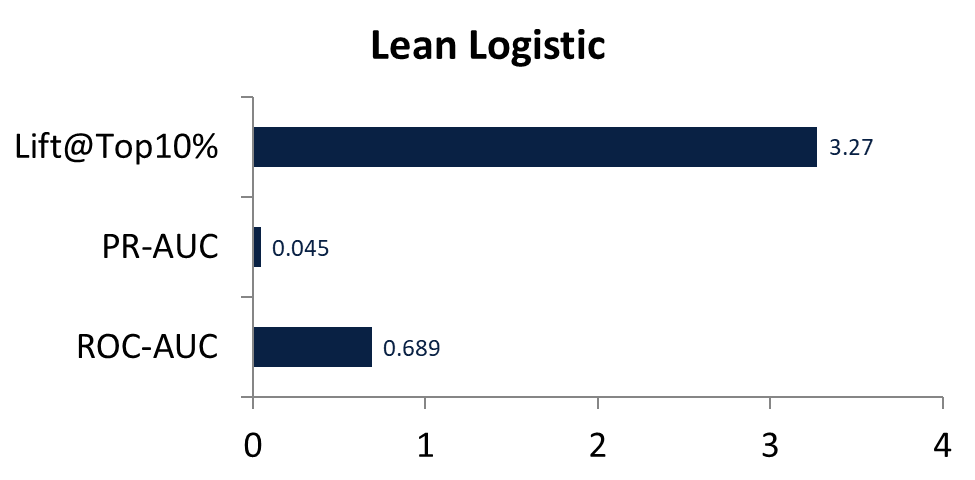 Lean Logistic
Lift@Top10%
3.27
PR-AUC
0.045
ROC-AUC
0.689
0 1 2 3 4